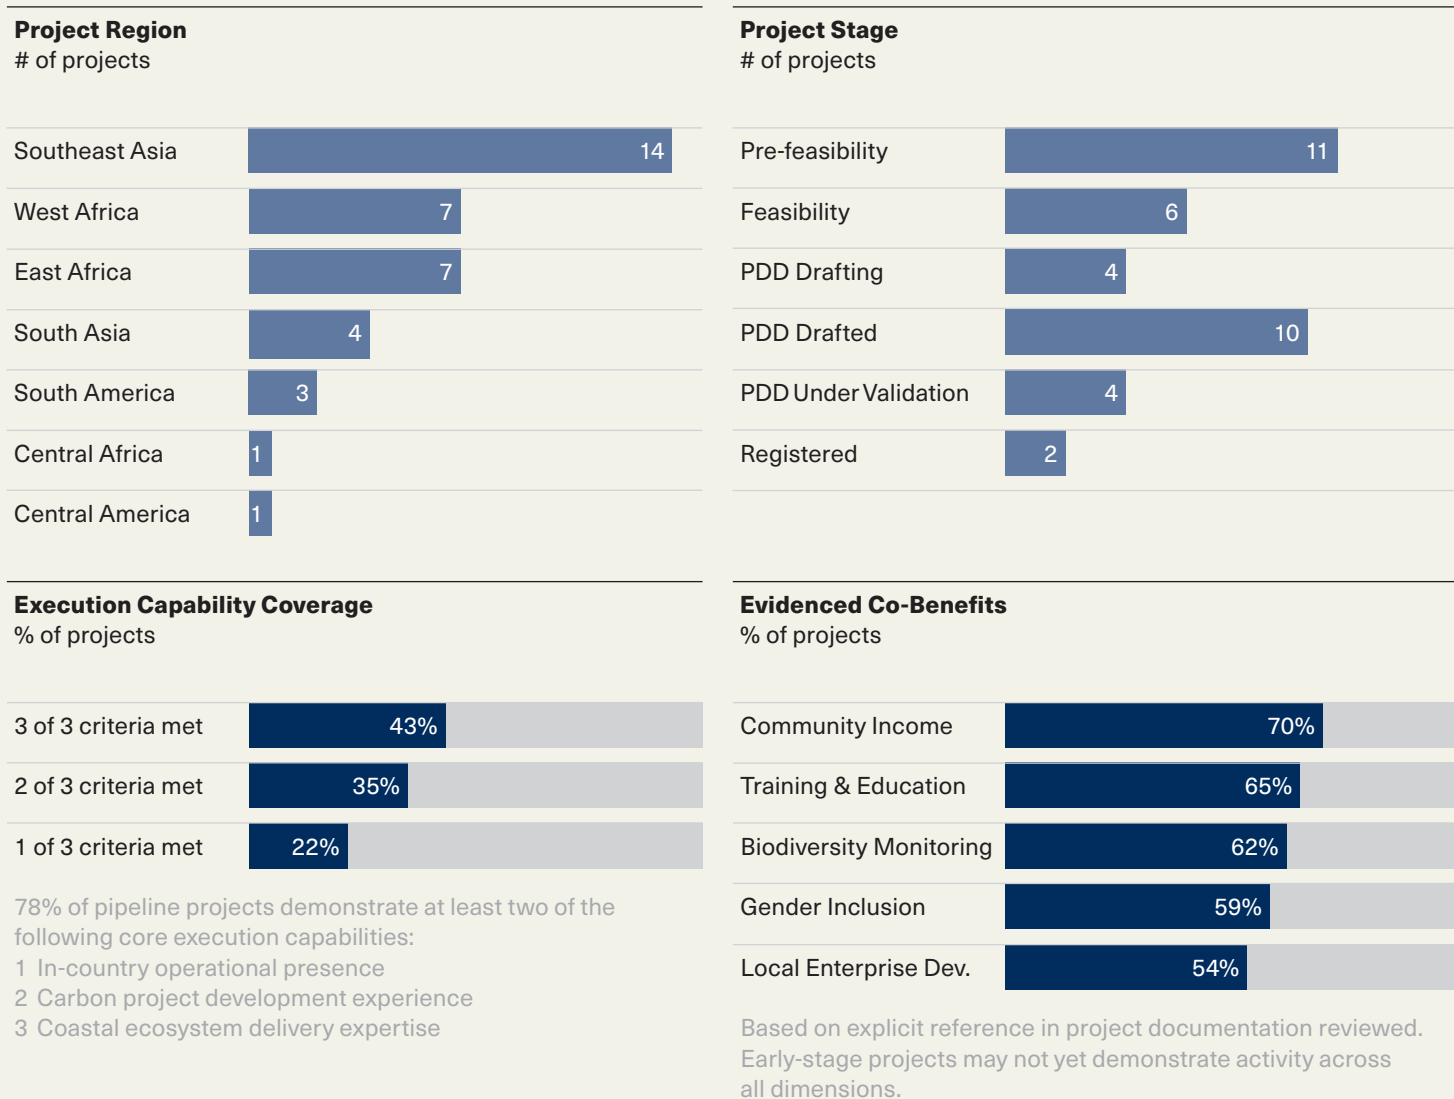 Project Region
# of projects
Southeast Asia 14
West Africa 7
East Africa 7
South Asia 4
South America 3
Central Africa 1
Central America 1
Project Stage
# of projects
Pre-feasibility 11
Feasibility 6
PDD Drafting 4
PDD Drafted 10
PDD Under Validation 4
Registered 2
Execution Capability Coverage
% of projects
3 of 3 criteria met 43%
2 of 3 criteria met 35%
1 of 3 criteria met 22%
78% of pipeline projects demonstrate at least two of the
following core execution capabilities:
1 In-country operational presence
2 Carbon project development experience
3 Coastal ecosystem delivery expertise
Evidenced Co-Benefits
% of projects
Community Income 70%
Training & Education 65%
Biodiversity Monitoring 62%
Gender Inclusion 59%
Local Enterprise Dev. 54%
Based on explicit reference in project documentation reviewed.
Early-stage projects may not yet demonstrate activity across
all dimensions.